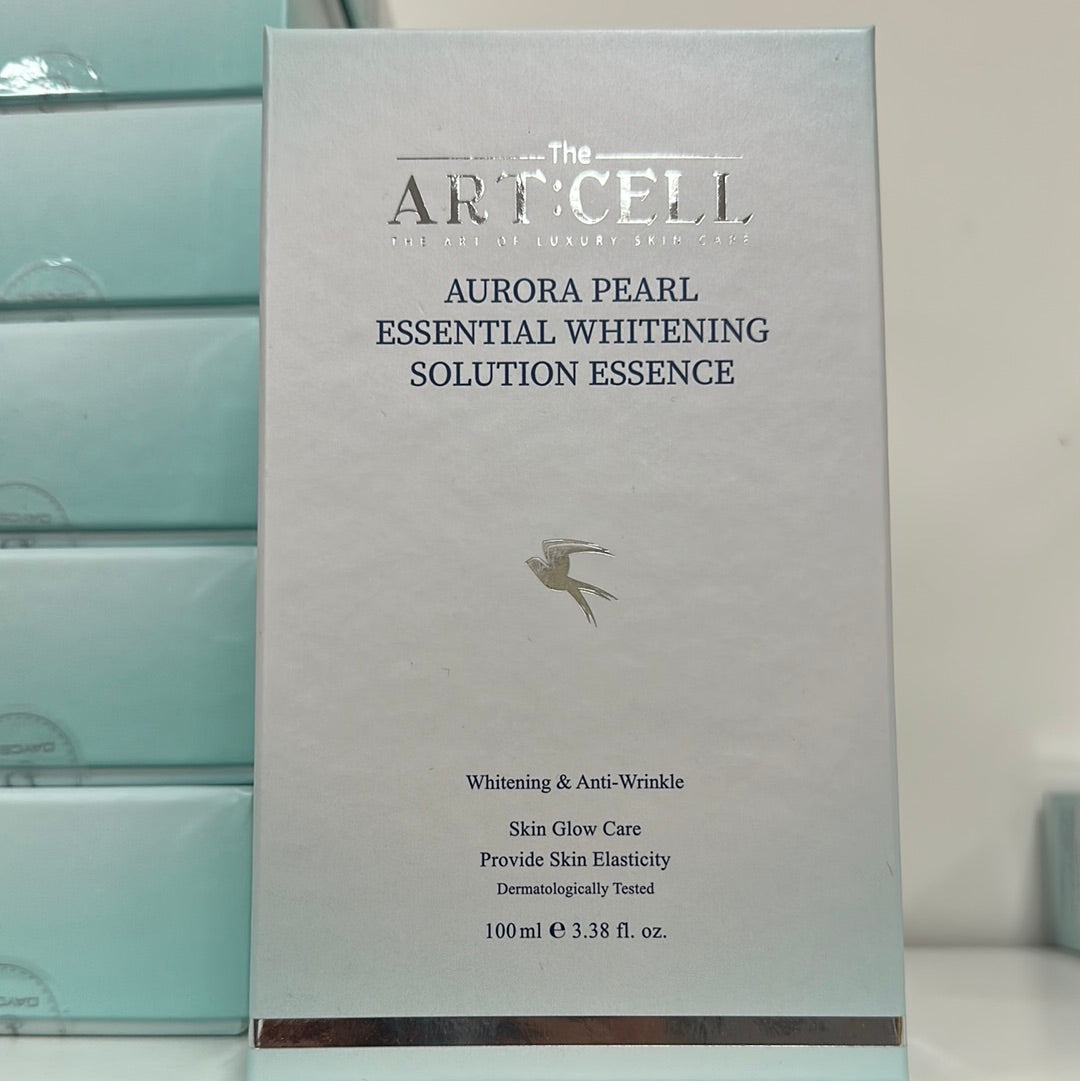 The
ART:CELL
THE ART OF LUXURY SKIN CARE
AURORA PEARL
ESSENTIAL WHITENING
SOLUTION ESSENCE
Whitening & Anti-Wrinkle
Skin Glow Care
Provide Skin Elasticity
Dermatologically Tested
100ml ℮ 3.38 fl. oz.